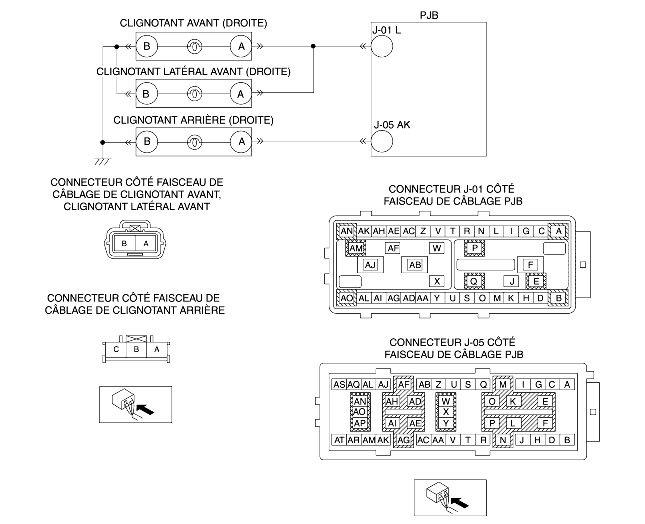 CLIGNOTANT AVANT (DROITE)
PJB
J-01 L
B A
CLIGNOTANT LATÉRAL AVANT (DROITE)
B A
CLIGNOTANT ARRIÈRE (DROITE)
J-05 AK
B A
CONNECTEUR CÔTÉ FAISCEAU DE
CÂBLAGE DE CLIGNOTANT AVANT,
CLIGNOTANT LATÉRAL AVANT
B A
CONNECTEUR J-01 CÔTÉ
FAISCEAU DE CÂBLAGE PJB
AN AK AH AE AC Z V T R N L I G C A
AM AF W P
AJ AB F
X Q J E
AO AL AI AG AD AA Y U S O M K H D B
CONNECTEUR CÔTÉ FAISCEAU DE
CÂBLAGE DE CLIGNOTANT ARRIÈRE
C B A
CONNECTEUR J-05 CÔTÉ
FAISCEAU DE CÂBLAGE PJB
AS AQ AL AJ AF AB Z U S Q M I G C A
AN AH AD W O K E
AO X
AP AI AE Y P L F
AT AR AM AK AG AC AA V T R N J H D B